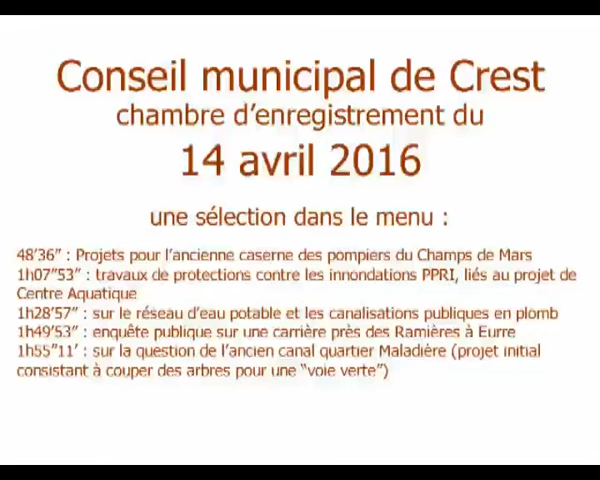 Conseil municipal de Crest
chambre d'enregistrement du
14 avril 2016
une sélection dans le menu :
48'36" : Projets pour l'ancienne caserne des pompiers du Champs de Mars
1h07"53" : travaux de protections contre les innondations PPRI, liés au projet de
Centre Aquatique
1h28'57" : sur le réseau d'eau potable et les canalisations publiques en plomb
1h49'53" : enquête publique sur une carrière près des Ramières à Eurre
1h55"11' : sur la question de l'ancien canal quartier Maladière (projet initial
consistant à couper des arbres pour une "voie verte")